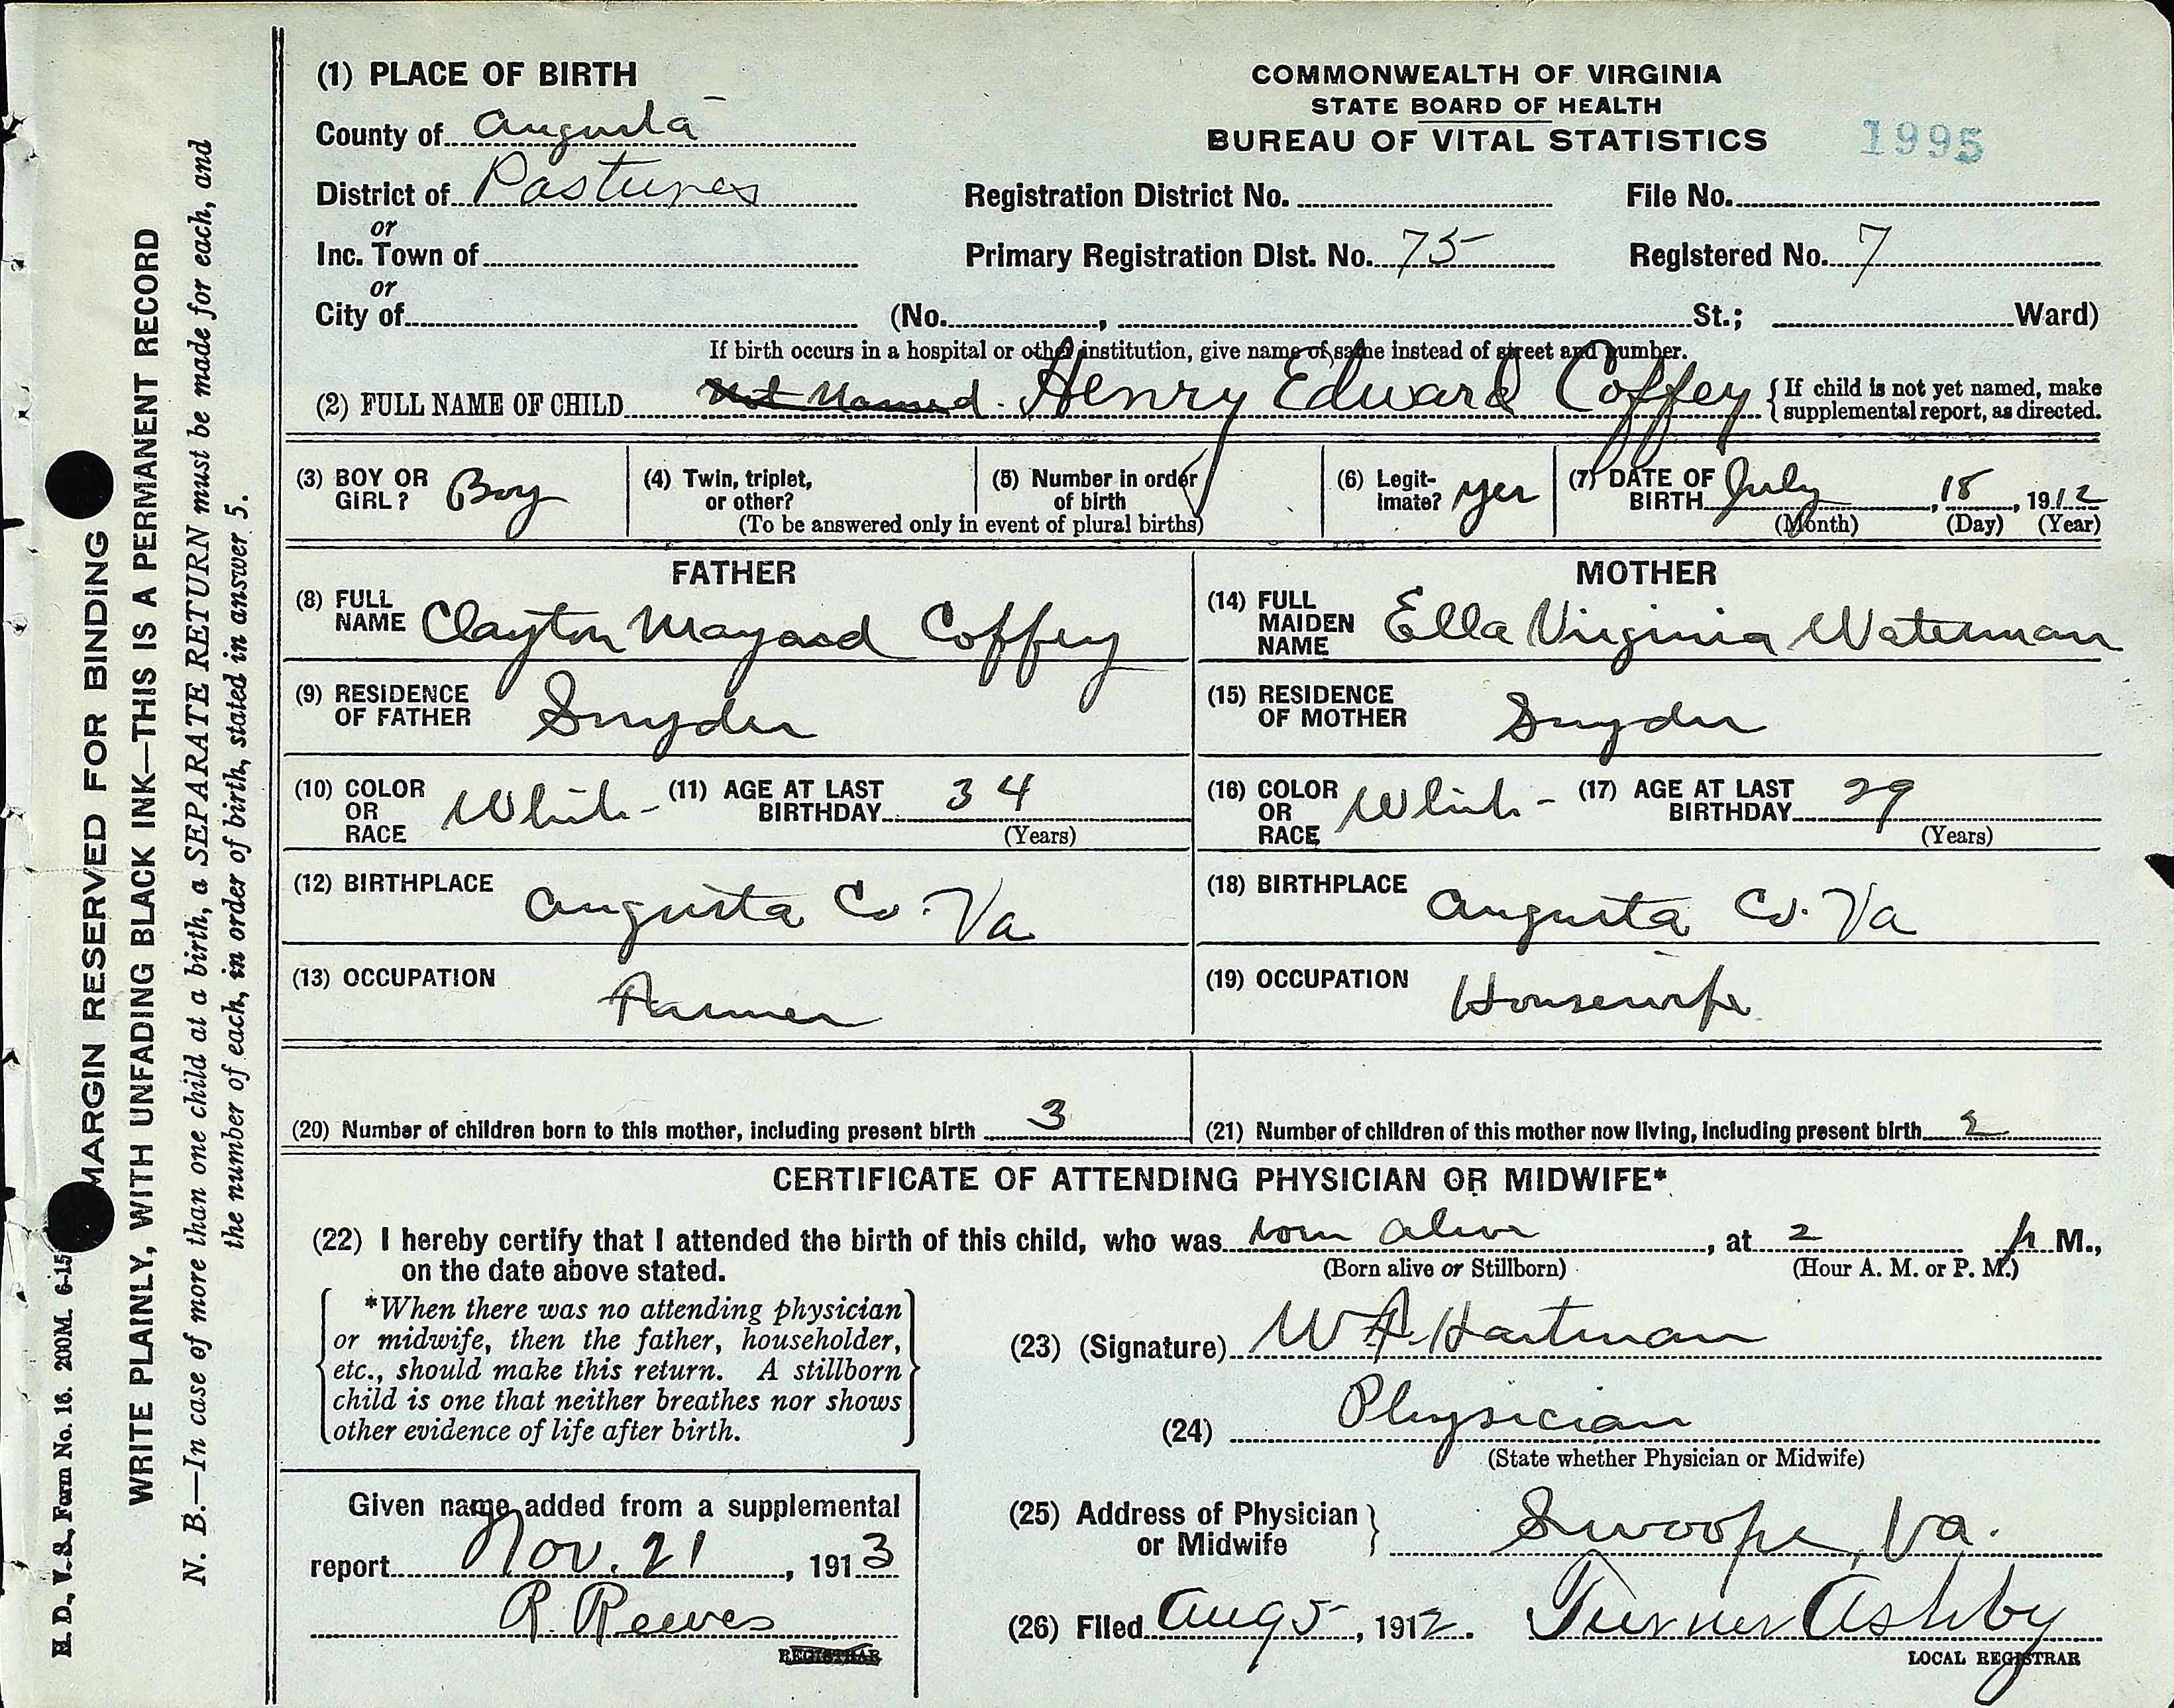 (1) PLACE OF BIRTH
County of Augusta
District of Pastures
or
Inc. Town of
or
City of (No. , St.; Ward)
COMMONWEALTH OF VIRGINIA
STATE BOARD OF HEALTH
BUREAU OF VITAL STATISTICS
1995
Registration District No. File No.
Primary Registration Dist. No. 75 Registered No. 7
If birth occurs in a hospital or other institution, give name of same instead of street and number.
(2) FULL NAME OF CHILD Not Named. Henry Edward Coffey { If child is not yet named, make
supplemental report, as directed.
(3) BOY OR GIRL? Boy
(4) Twin, triplet, or other?
(5) Number in order of birth
(To be answered only in event of plural births)
(6) Legit-imate? yes
(7) DATE OF BIRTH July, 18, 1912
(Month) (Day) (Year)
FATHER
(8) FULL NAME Clayton Mayard Coffey
(9) RESIDENCE OF FATHER Snyder
(10) COLOR OR RACE White - (11) AGE AT LAST BIRTHDAY 34
(Years)
(12) BIRTHPLACE Augusta Co. Va
(13) OCCUPATION Farmer
MOTHER
(14) FULL MAIDEN NAME Ella Virginia Waterman
(15) RESIDENCE OF MOTHER Snyder
(16) COLOR OR RACE White - (17) AGE AT LAST BIRTHDAY 29
(Years)
(18) BIRTHPLACE Augusta Co. Va
(19) OCCUPATION Housewife
(20) Number of children born to this mother, including present birth 3
(21) Number of children of this mother now living, including present birth 2
CERTIFICATE OF ATTENDING PHYSICIAN OR MIDWIFE*
(22) I hereby certify that I attended the birth of this child, who was born alive, at 2 p M.,
on the date above stated. (Born alive or Stillborn) (Hour A. M. or P. M.)
*When there was no attending physician
or midwife, then the father, householder,
etc., should make this return. A stillborn
child is one that neither breathes nor shows
other evidence of life after birth.
(23) (Signature) W F Hartman
(24) Physician
(State whether Physician or Midwife)
(25) Address of Physician or Midwife } Swoope, Va.
(26) Filed Aug 5, 1912. Turner Ashby
LOCAL REGISTRAR
Given name added from a supplemental
report Nov. 21, 1913
R. Reeves
REGISTRAR
MARGIN RESERVED FOR BINDING
WRITE PLAINLY, WITH UNFADING BLACK INK—THIS IS A PERMANENT RECORD
N. B.—In case of more than one child at a birth, a SEPARATE RETURN must be made for each, and
the number of each, in order of birth, stated in answer 5.
H. D., V. S., Form No. 16. 200M. 6-15